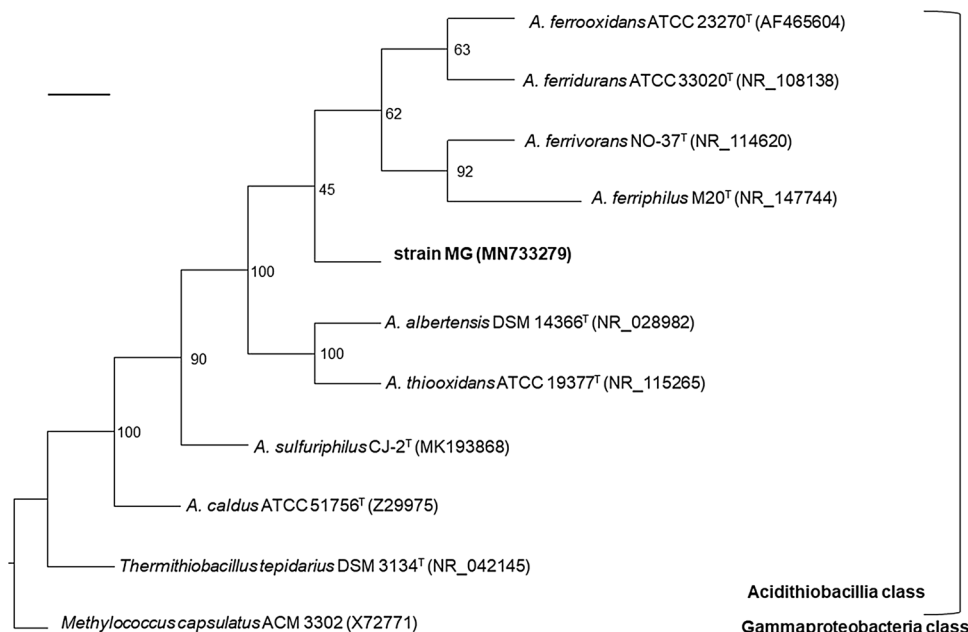 A. ferrooxidans ATCC 23270T (AF465604)
63
A. ferridurans ATCC 33020T (NR_108138)
62
A. ferrivorans NO-37T (NR_114620)
92
45
A. ferriphilus M20T (NR_147744)
strain MG (MN733279)
100
A. albertensis DSM 14366T (NR_028982)
100
90
A. thiooxidans ATCC 19377T (NR_115265)
100
A. sulfuriphilus CJ-2T (MK193868)
A. caldus ATCC 51756T (Z29975)
Thermithiobacillus tepidarius DSM 3134T (NR_042145)
Acidithiobacillia class
Methylococcus capsulatus ACM 3302 (X72771)
Gammaproteobacteria class